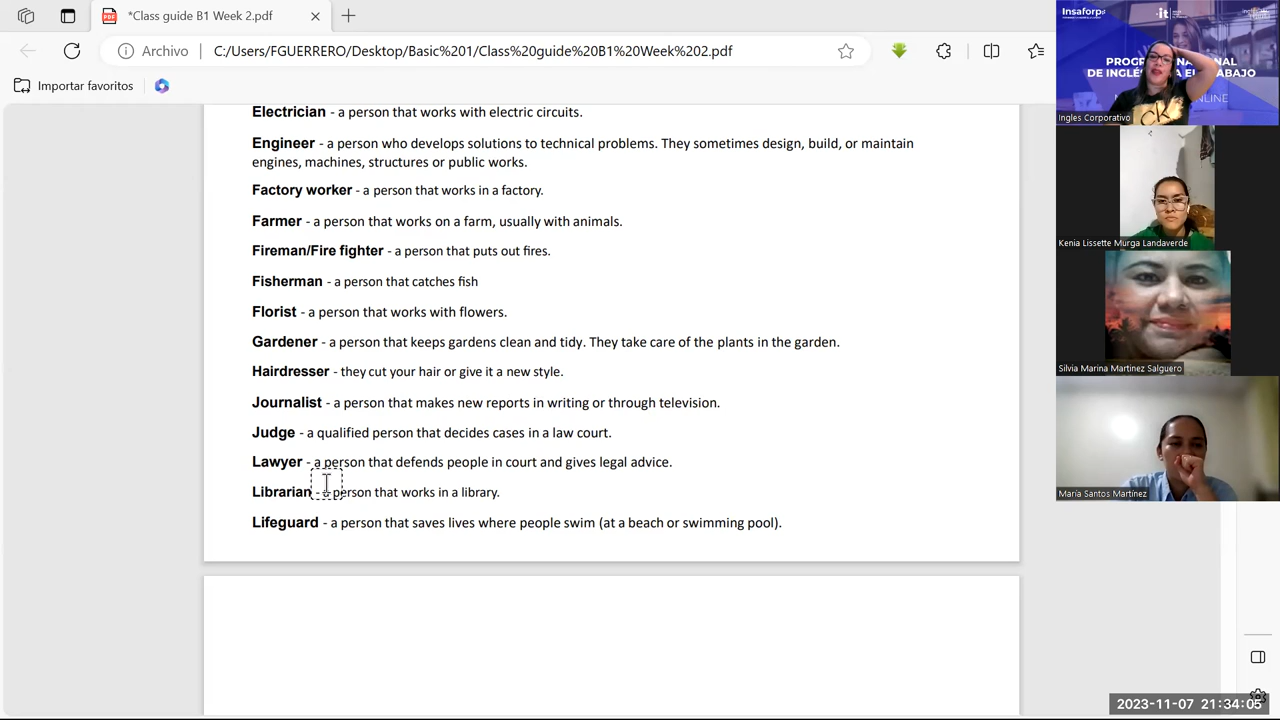 *Class guide B1 Week 2.pdf
Archivo
C:/Users/FGUERRERO/Desktop/Basic%201/Class%20guide%20B1%20Week%202.pdf
Importar favoritos
Electrician - a person that works with electric circuits.
Engineer - a person who develops solutions to technical problems. They sometimes design, build, or maintain
engines, machines, structures or public works.
Factory worker - a person that works in a factory.
Farmer - a person that works on a farm, usually with animals.
Fireman/Fire fighter - a person that puts out fires.
Fisherman - a person that catches fish
Florist - a person that works with flowers.
Gardener - a person that keeps gardens clean and tidy. They take care of the plants in the garden.
Hairdresser - they cut your hair or give it a new style.
Journalist - a person that makes new reports in writing or through television.
Judge - a qualified person that decides cases in a law court.
Lawyer - a person that defends people in court and gives legal advice.
Librarian - a person that works in a library.
Lifeguard - a person that saves lives where people swim (at a beach or swimming pool).
Insaforp
Ingles Corporativo
Kenia Lissette Murga Landaverde
Silvia Marina Martinez Salguero
María Santos Martínez
2023-11-07 21:34:05